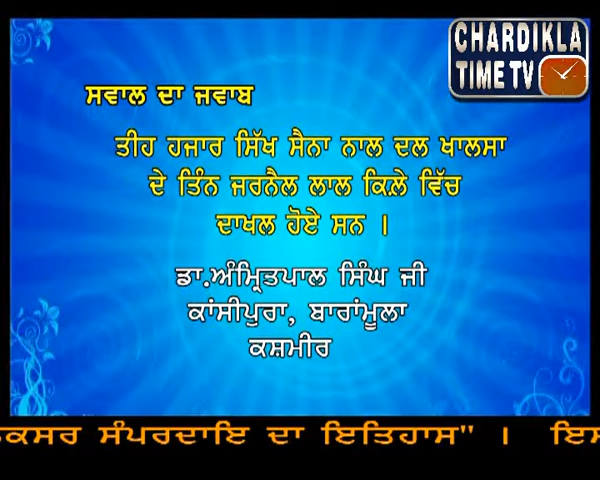 CHARDIKLA
TIME TV
ਸਵਾਲ ਦਾ ਜਵਾਬ
ਤੀਹ ਹਜਾਰ ਸਿੱਖ ਸੈਨਾ ਨਾਲ ਦਲ ਖਾਲਸਾ
ਦੇ ਤਿੰਨ ਜਰਨੈਲ ਲਾਲ ਕਿਲ਼ੇ ਵਿੱਚ
ਦਾਖਲ ਹੋਏ ਸਨ ।
ਡਾ.ਅੰਮ੍ਰਿਤਪਾਲ ਸਿੰਘ ਜੀ
ਕਾਂਸੀਪੁਰਾ, ਬਾਰਾਂਮੂਲਾ
ਕਸ਼ਮੀਰ
ਸੰਪਰਦਾਇ ਦਾ ਇਤਿਹਾਸ" ।